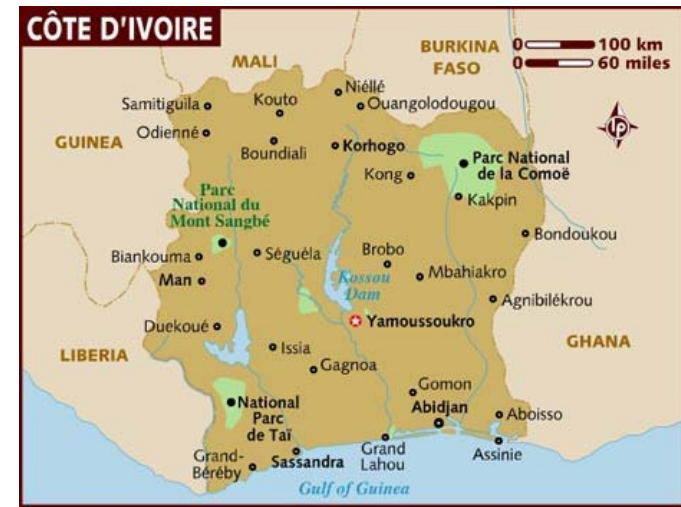 CÔTE D'IVOIRE
MALI
BURKINA
FASO
0 100 km
0 60 miles
Niéllé
Samitiguila
Kouto
Ouangolodougou
GUINEA
Odienné
Boundiali
Korhogo
LP
Parc National
de la Comoë
Kong
Kakpin
Parc
National du
Mont Sangbé
Bondoukou
Biankouma
Séguéla
Brobo
Man
Kossou
Dam
Mbahiakro
Agnibilékrou
Duekoué
Yamoussoukro
LIBERIA
GHANA
Issia
Gagnoa
Gomon
National
Parc
de Taï
Abidjan
Aboisso
Grand-
Béréby
Sassandra
Grand
Lahou
Assinie
Gulf of Guinea